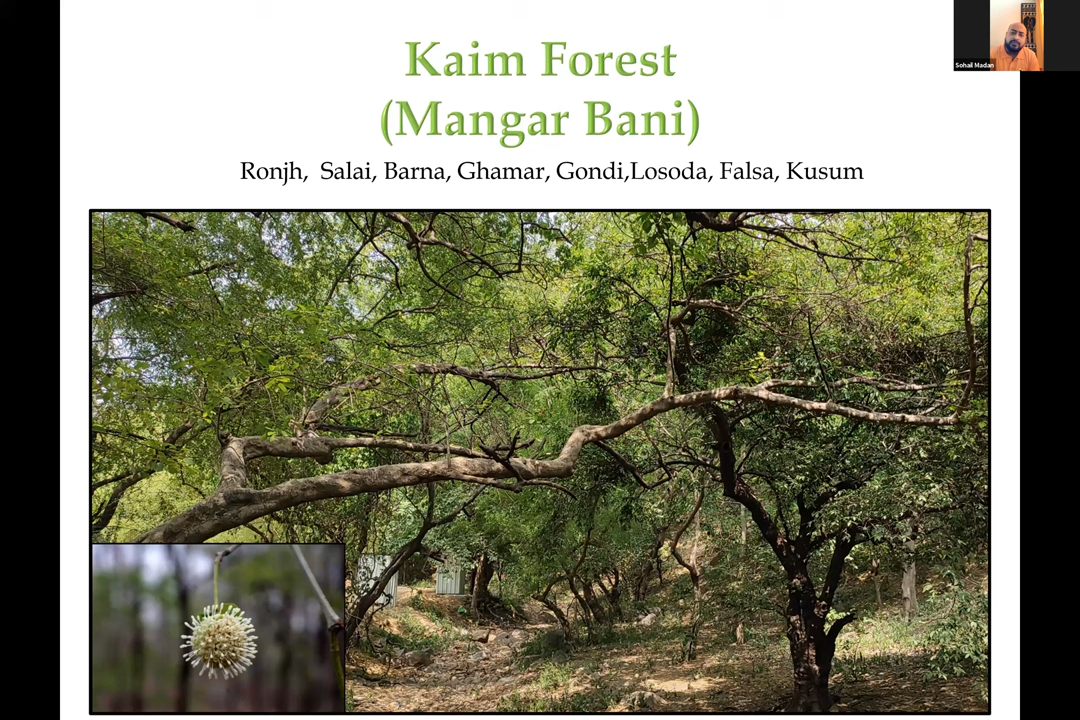 Kaim Forest
(Mangar Bani)
Ronjh, Salai, Barna, Ghamar, Gondi,Losoda, Falsa, Kusum
Sohail Madan